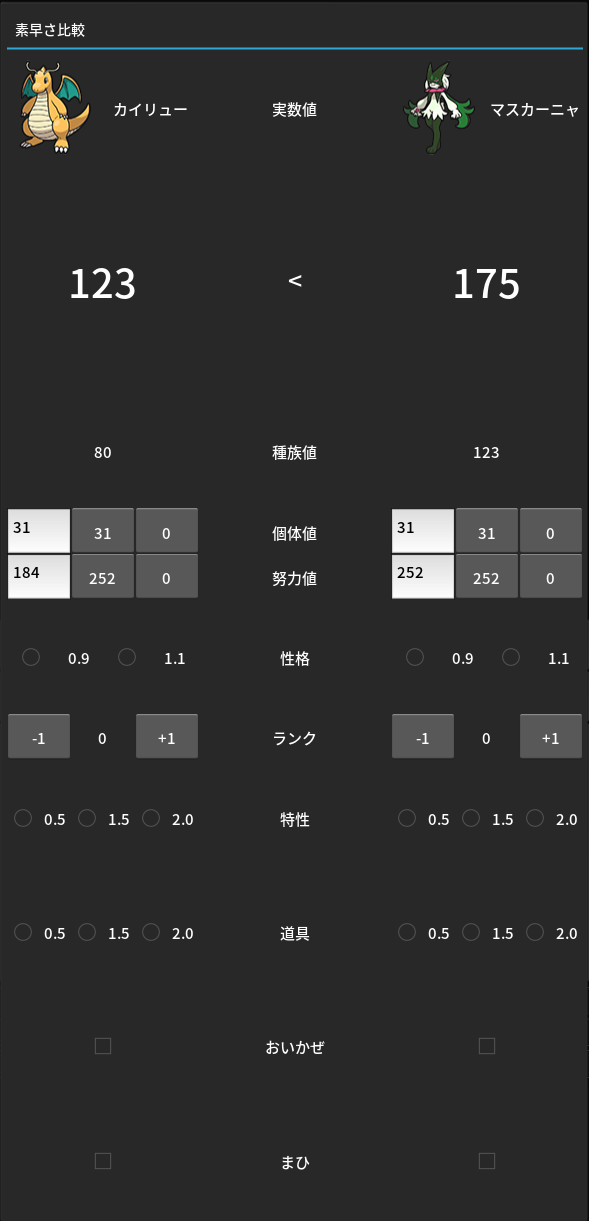 素早さ比較
カイリュー 実数値 マスカーニャ
123 < 175
80 種族値 123
31 31 0 個体値 31 31 0
184 252 0 努力値 252 252 0
0.9 1.1 性格 0.9 1.1
-1 0 +1 ランク -1 0 +1
0.5 1.5 2.0 特性 0.5 1.5 2.0
0.5 1.5 2.0 道具 0.5 1.5 2.0
おいかぜ
まひ